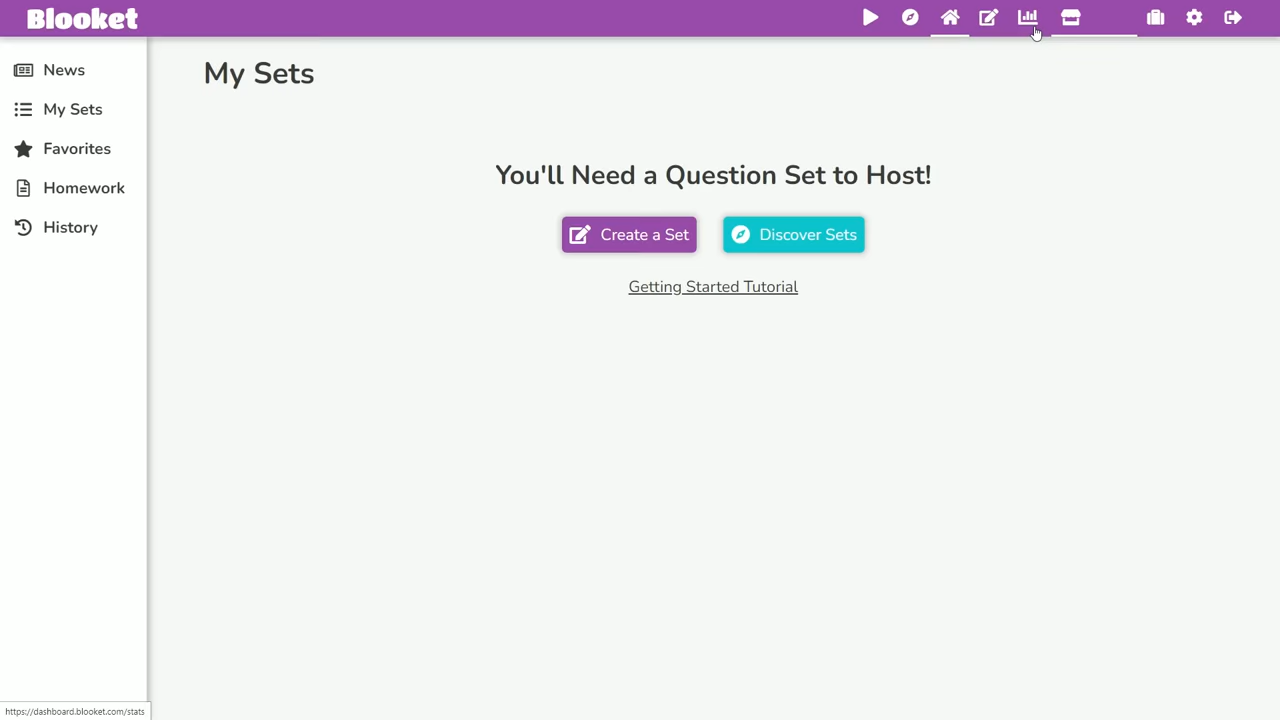 Blooket
News
My Sets
Favorites
Homework
History
My Sets
You'll Need a Question Set to Host!
Create a Set
Discover Sets
Getting Started Tutorial
https://dashboard.blooket.com/stats